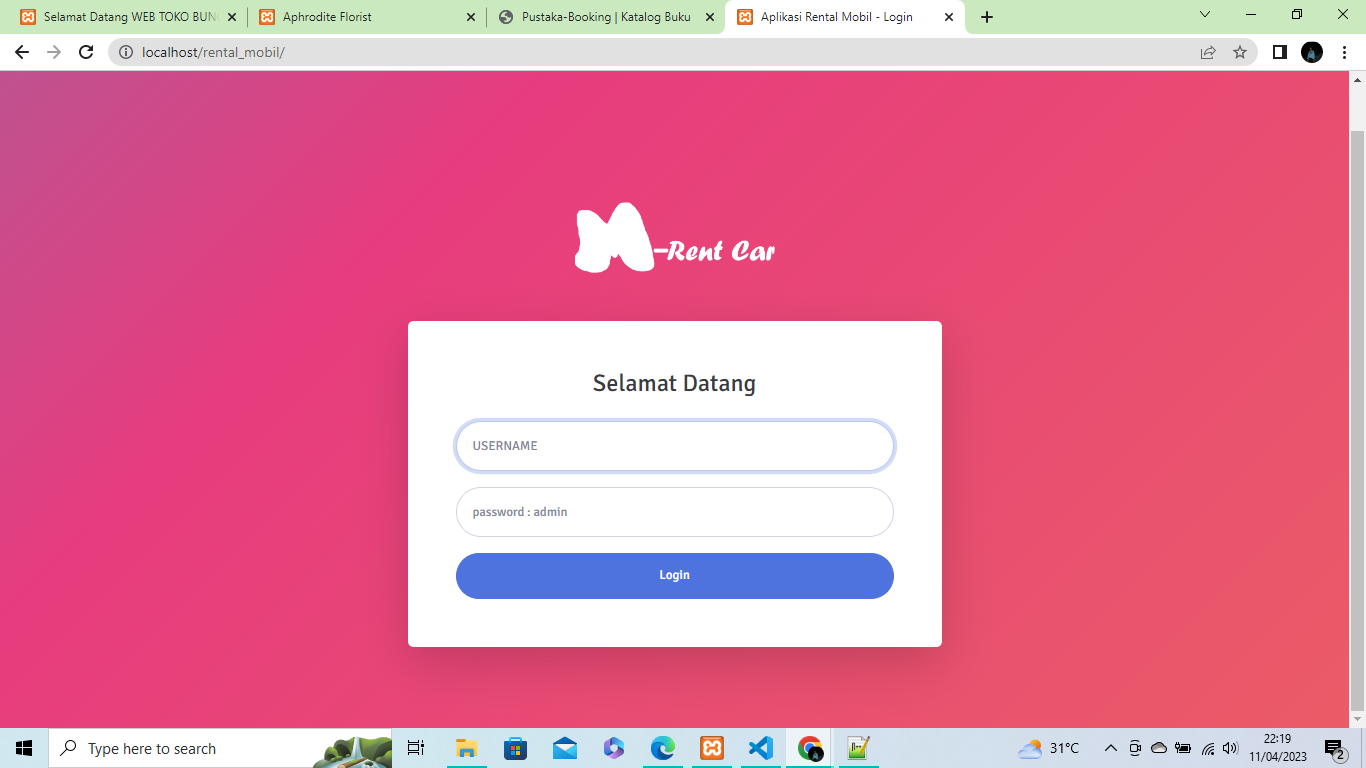 Selamat Datang WEB TOKO BUN
Aphrodite Florist
Pustaka-Booking | Katalog Buku
Aplikasi Rental Mobil - Login
localhost/rental_mobil/
M-Rent Car
Selamat Datang
USERNAME
password : admin
Login
Type here to search
31°C
22:19
11/04/2023
2